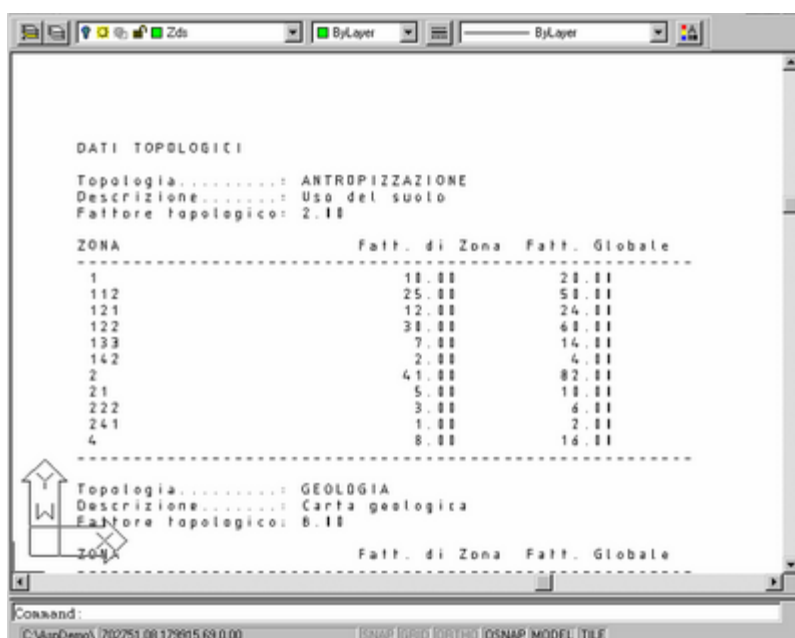 Zds ByLayer ByLayer
DATI TOPOLOGICI
Topologia.........: ANTROPIZZAZIONE
Descrizione.......: Uso del suolo
Fattore topologico: 2.00
ZONA Fatt. di Zona Fatt. Globale
1 10.00 20.00
112 25.00 50.00
121 12.00 24.00
122 30.00 60.00
133 7.00 14.00
142 2.00 4.00
2 41.00 82.00
21 5.00 10.00
222 3.00 6.00
241 1.00 2.00
4 8.00 16.00
Topologia.........: GEOLOGIA
Descrizione.......: Carta geologica
Fattore topologico:
ZONA Fatt. di Zona Fatt. Globale
Y
W
X
Command:
SNAP GRID ORTHO OSNAP MODEL TILE